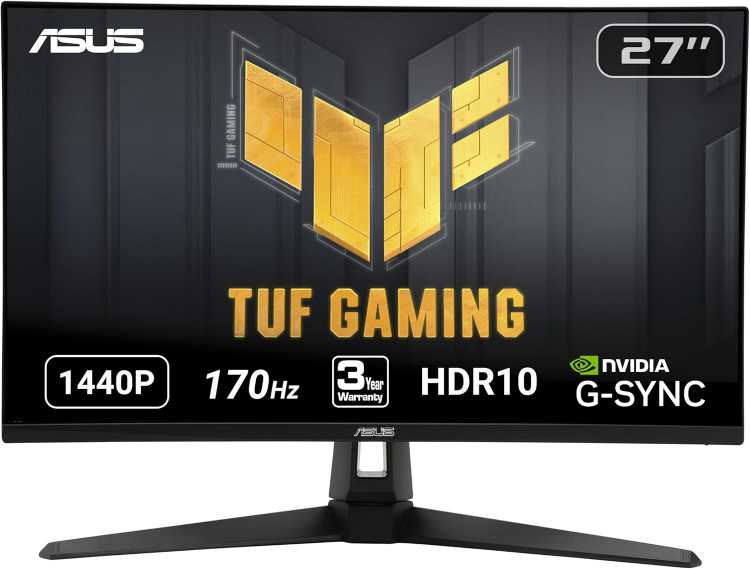 ASUS
27"
TUF GAMING
TUF GAMING
1440P
170Hz
3 Year
Warranty
HDR10
NVIDIA
G-SYNC
ASUS